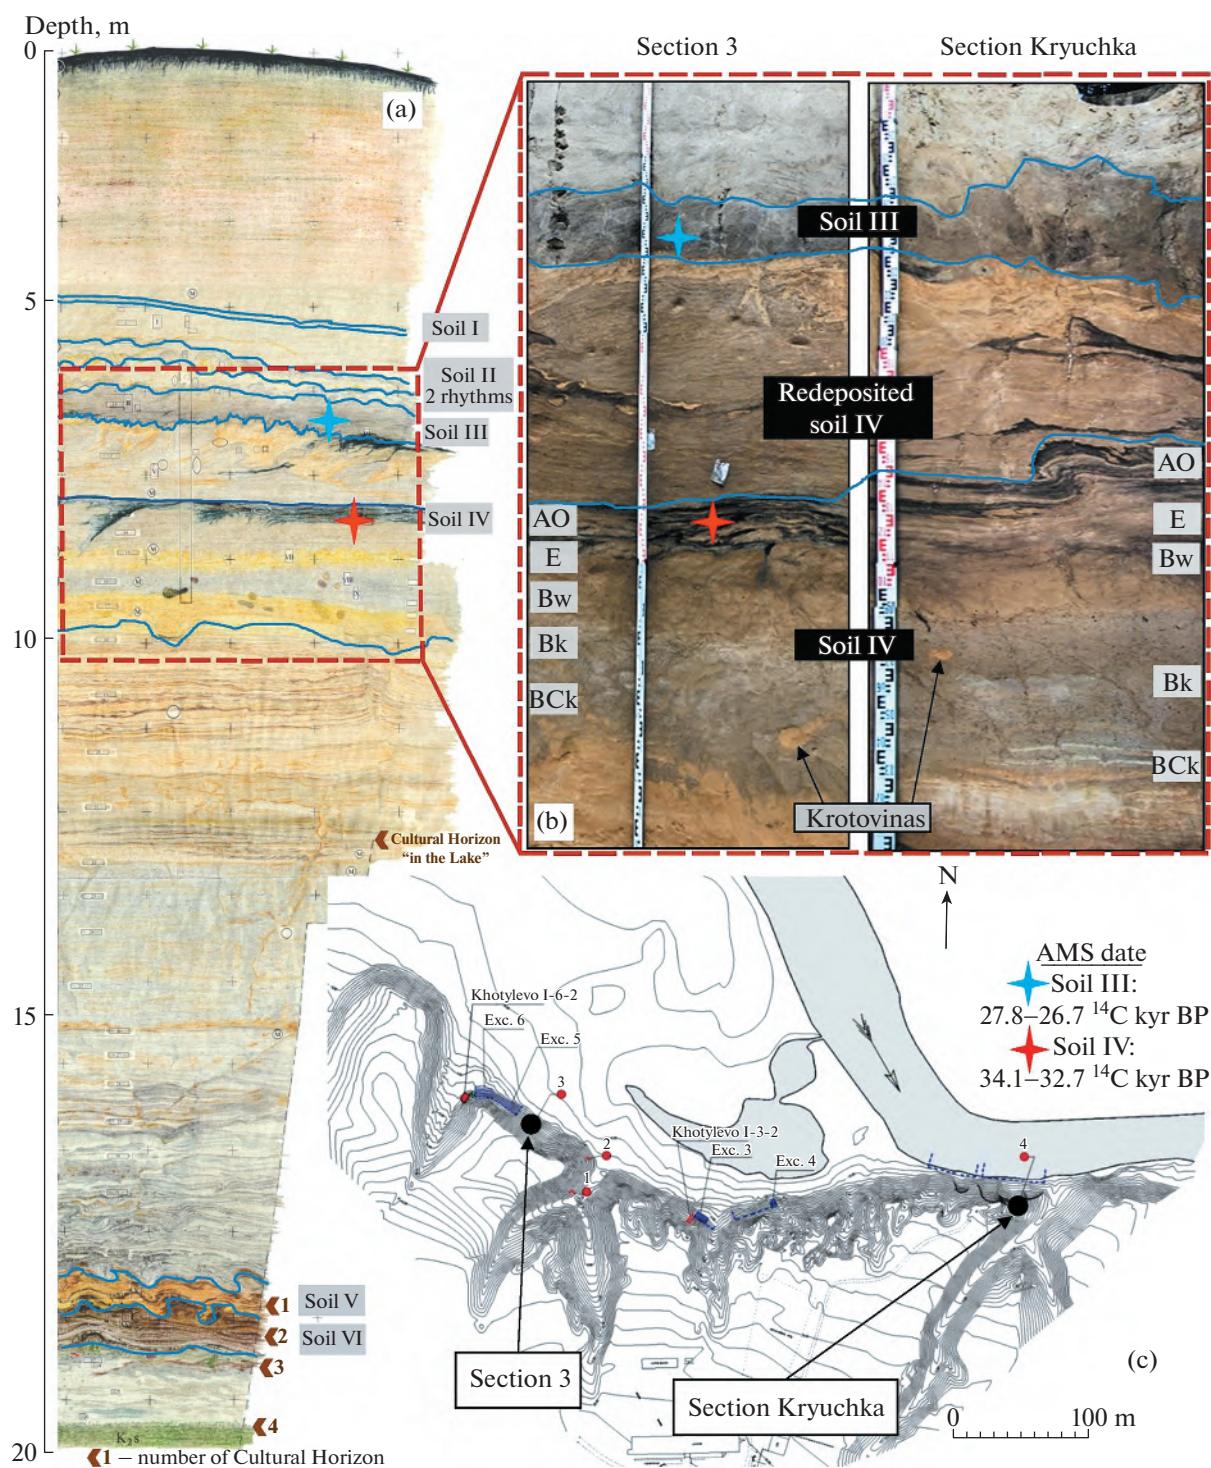 Depth, m
0
5
10
15
20
(a)
Soil I
Soil II
2 rhythms
Soil III
Soil IV
Cultural Horizon
“in the Lake”
1
Soil V
2
Soil VI
3
4
K₂s
1 – number of Cultural Horizon
Section 3
Section Kryuchka
Soil III
Redeposited
soil IV
AO
E
Bw
Bk
BCk
AO
E
Bw
Bk
BCk
Soil IV
Krotovinas
(b)
N
AMS date
Soil III:
27.8–26.7 ¹⁴C kyr BP
Soil IV:
34.1–32.7 ¹⁴C kyr BP
Khotylevo I-6-2
Exc. 6
Exc. 5
3
2
1
Khotylevo I-3-2
Exc. 3
Exc. 4
4
Section 3
Section Kryuchka
(c)
0
100 m